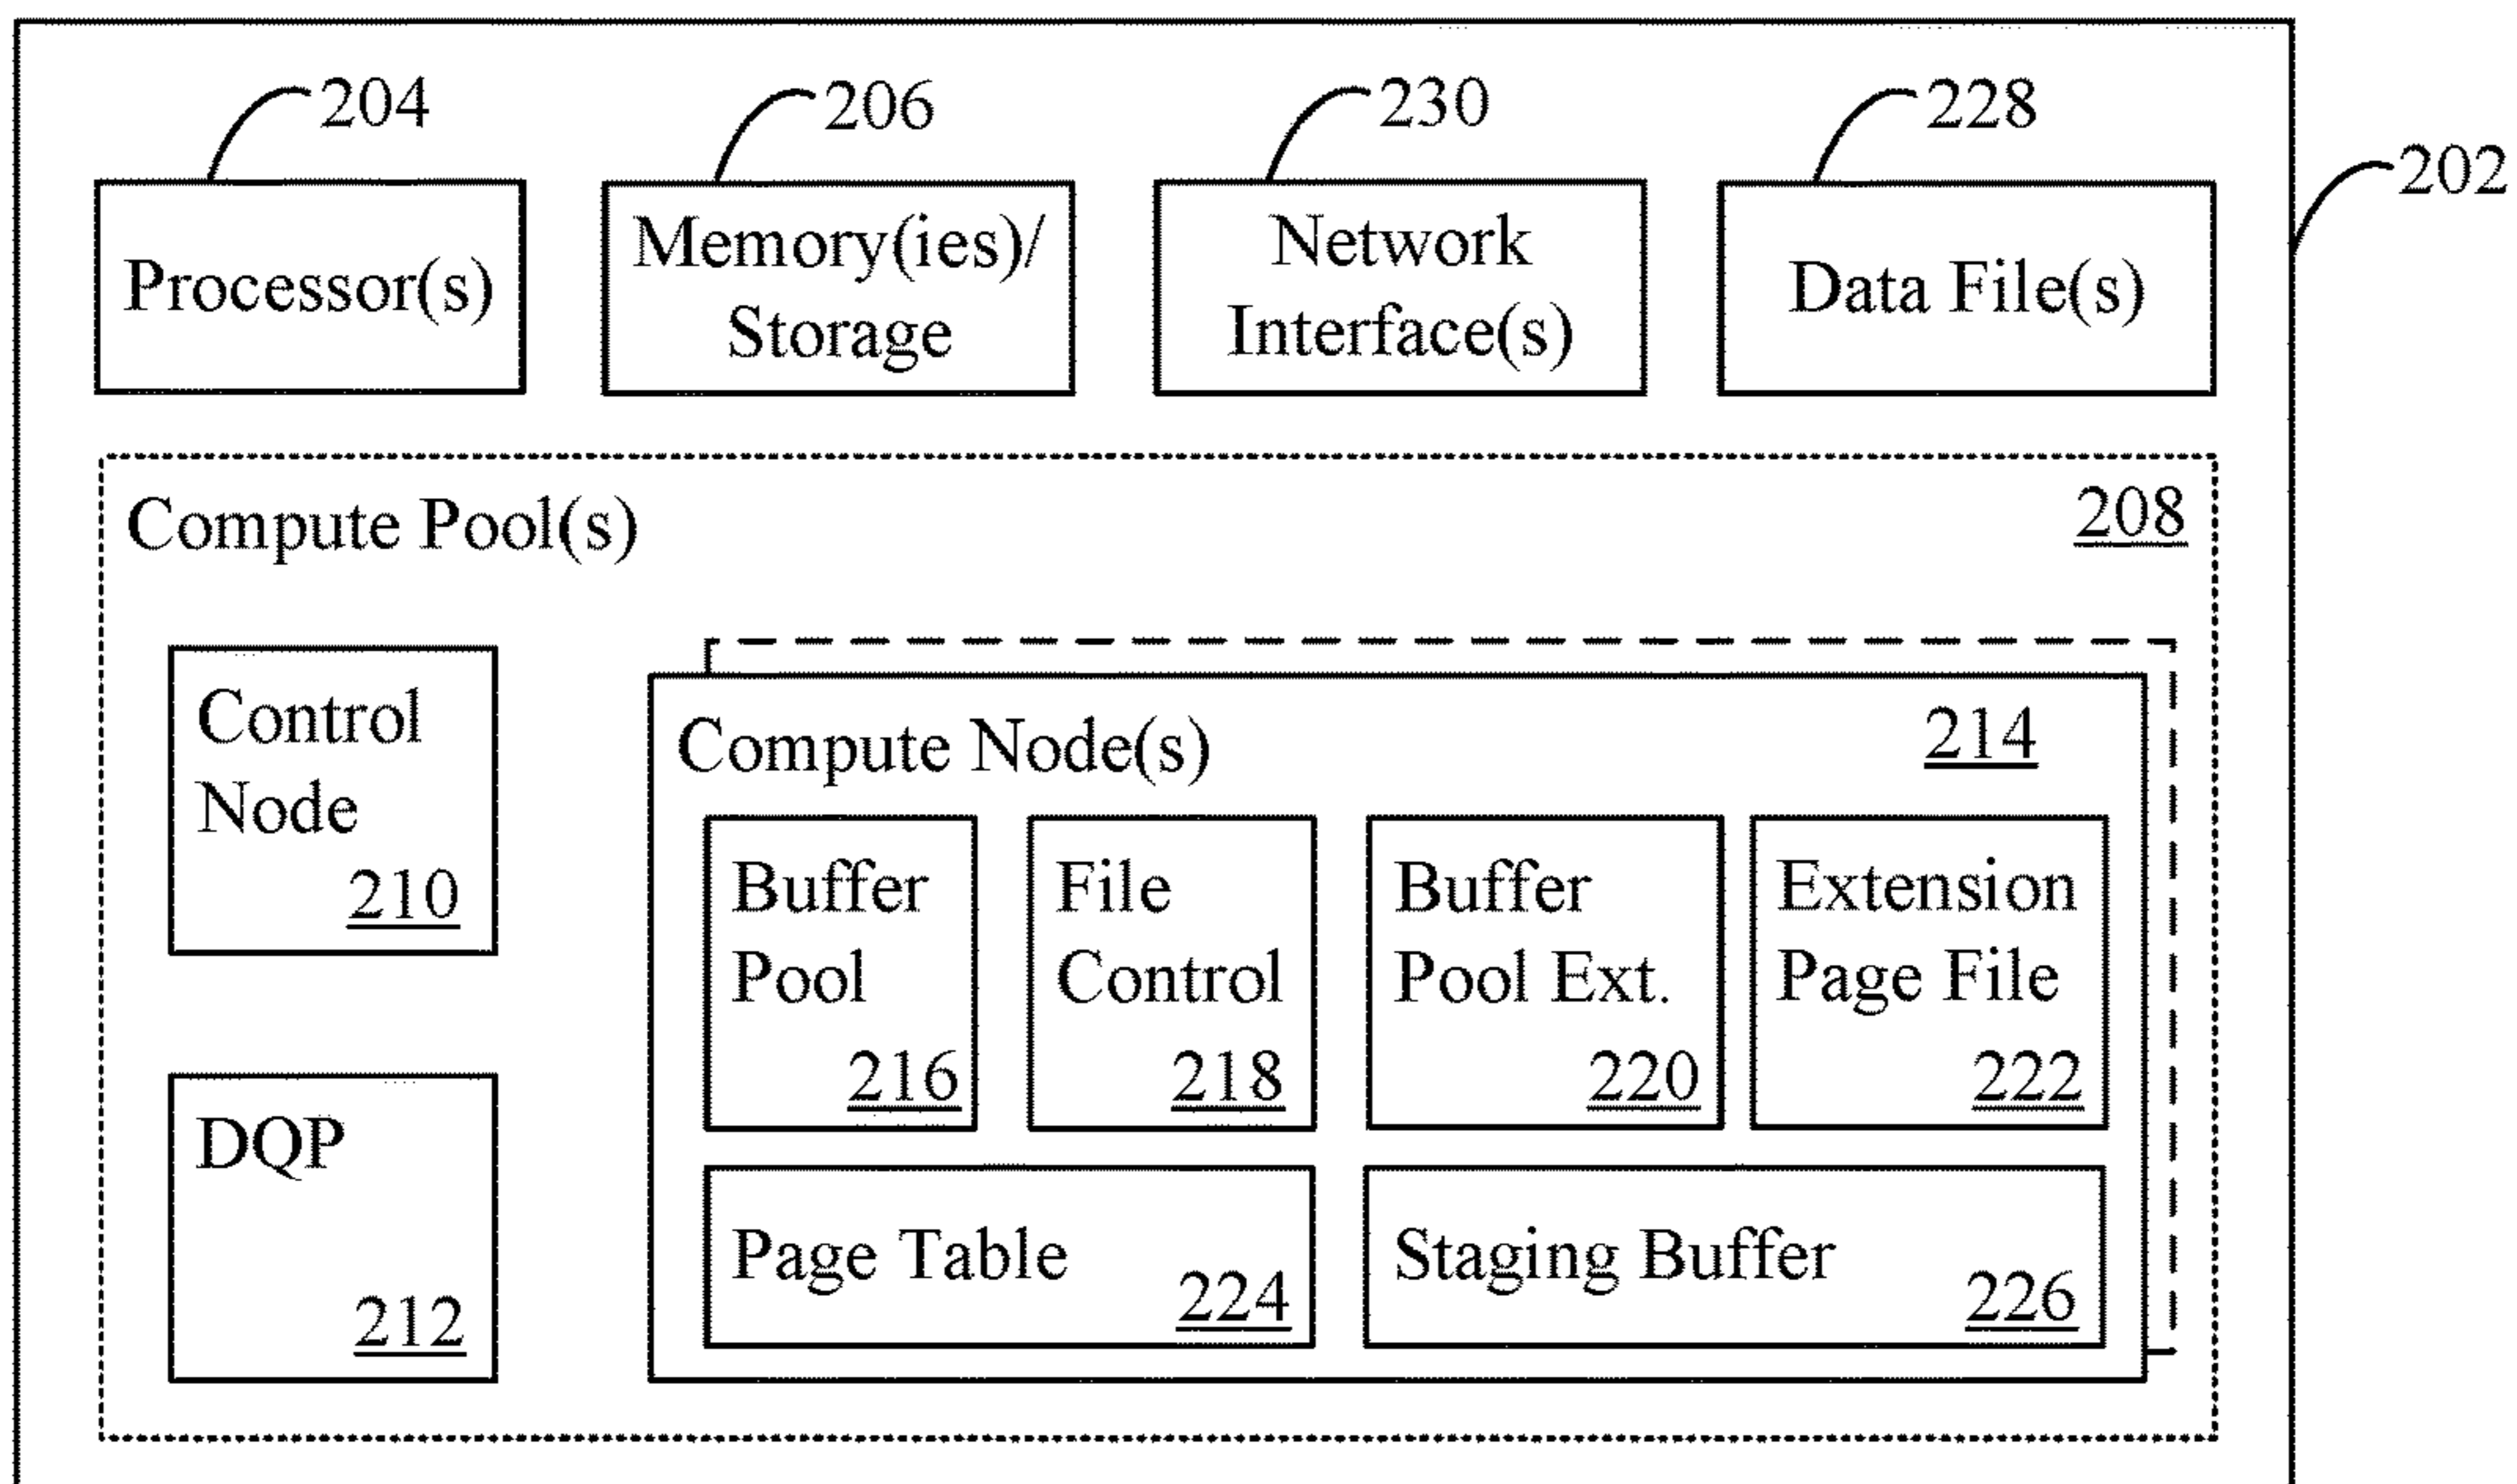 204
206
230
228
202
Processor(s)
Memory(ies)/
Storage
Network
Interface(s)
Data File(s)
Compute Pool(s)
208
Control
Node
210
DQP
212
Compute Node(s)
214
Buffer
Pool
216
File
Control
218
Buffer
Pool Ext.
220
Extension
Page File
222
Page Table
224
Staging Buffer
226